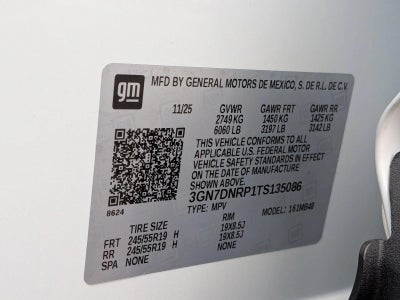 gm
MFD BY GENERAL MOTORS DE MEXICO, S. DE R.L. DE C.V.
11/25 GVWR GAWR FRT GAWR RR
2749 KG 1450 KG 1425 KG
6060 LB 3197 LB 3142 LB
THIS VEHICLE CONFORMS TO ALL
APPLICABLE U.S. FEDERAL MOTOR
VEHICLE SAFETY STANDARDS IN EFFECT
ON THE DATE OF MANUFACTURE
SHOWN ABOVE.
3GN7DNRP1TS135086
8624 TYPE: MPV MODEL: 161MB48
TIRE SIZE RIM
FRT 245/55R19 H 19X8.5J
RR 245/55R19 H 19X8.5J
SPA NONE NONE